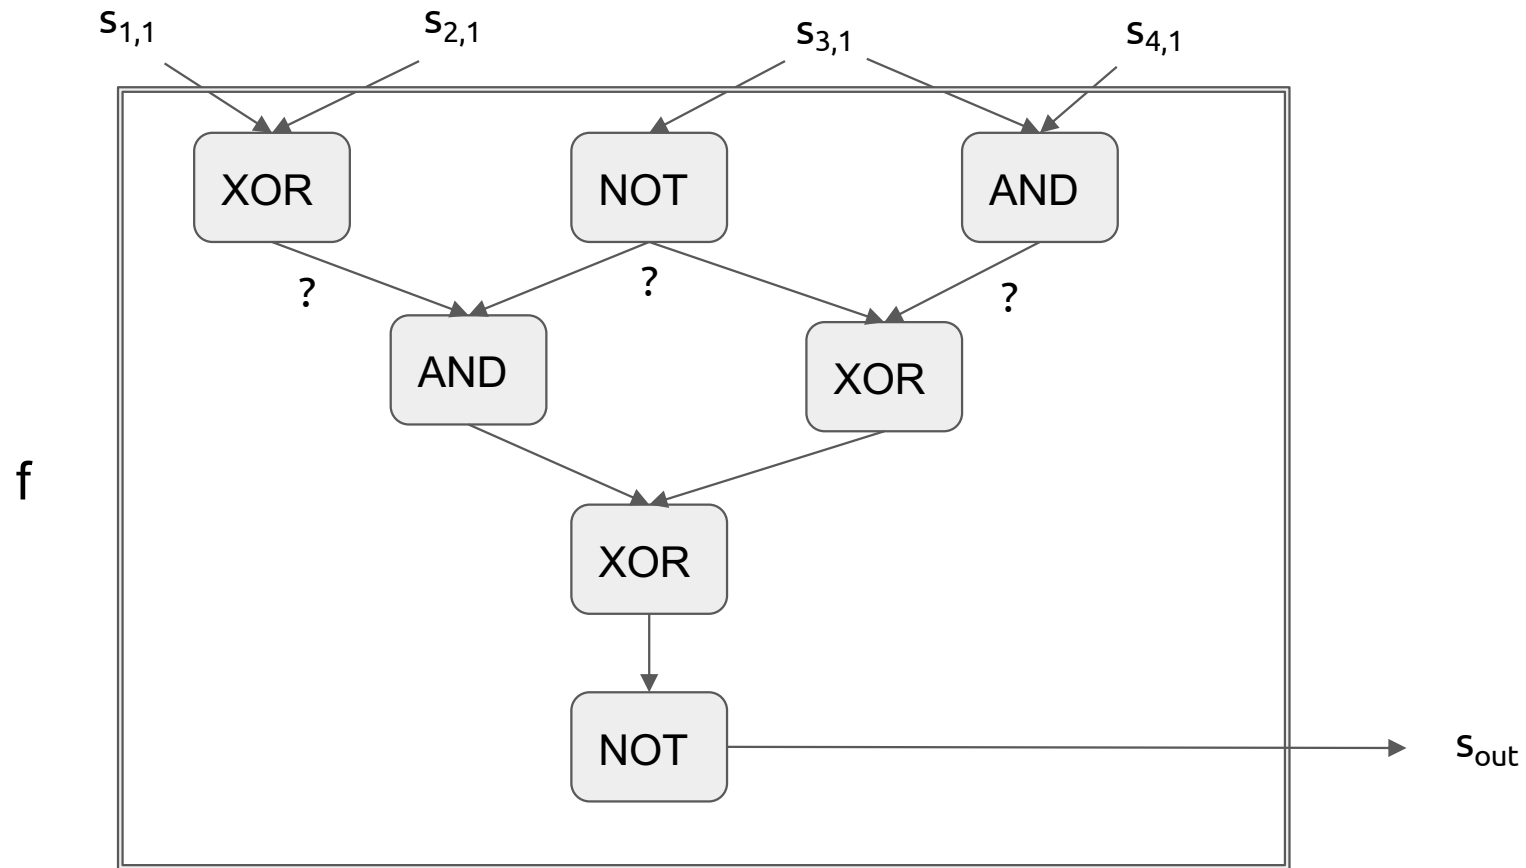 s1,1
s2,1
s3,1
s4,1
XOR
NOT
AND
?
?
?
AND
XOR
f
XOR
NOT
sout